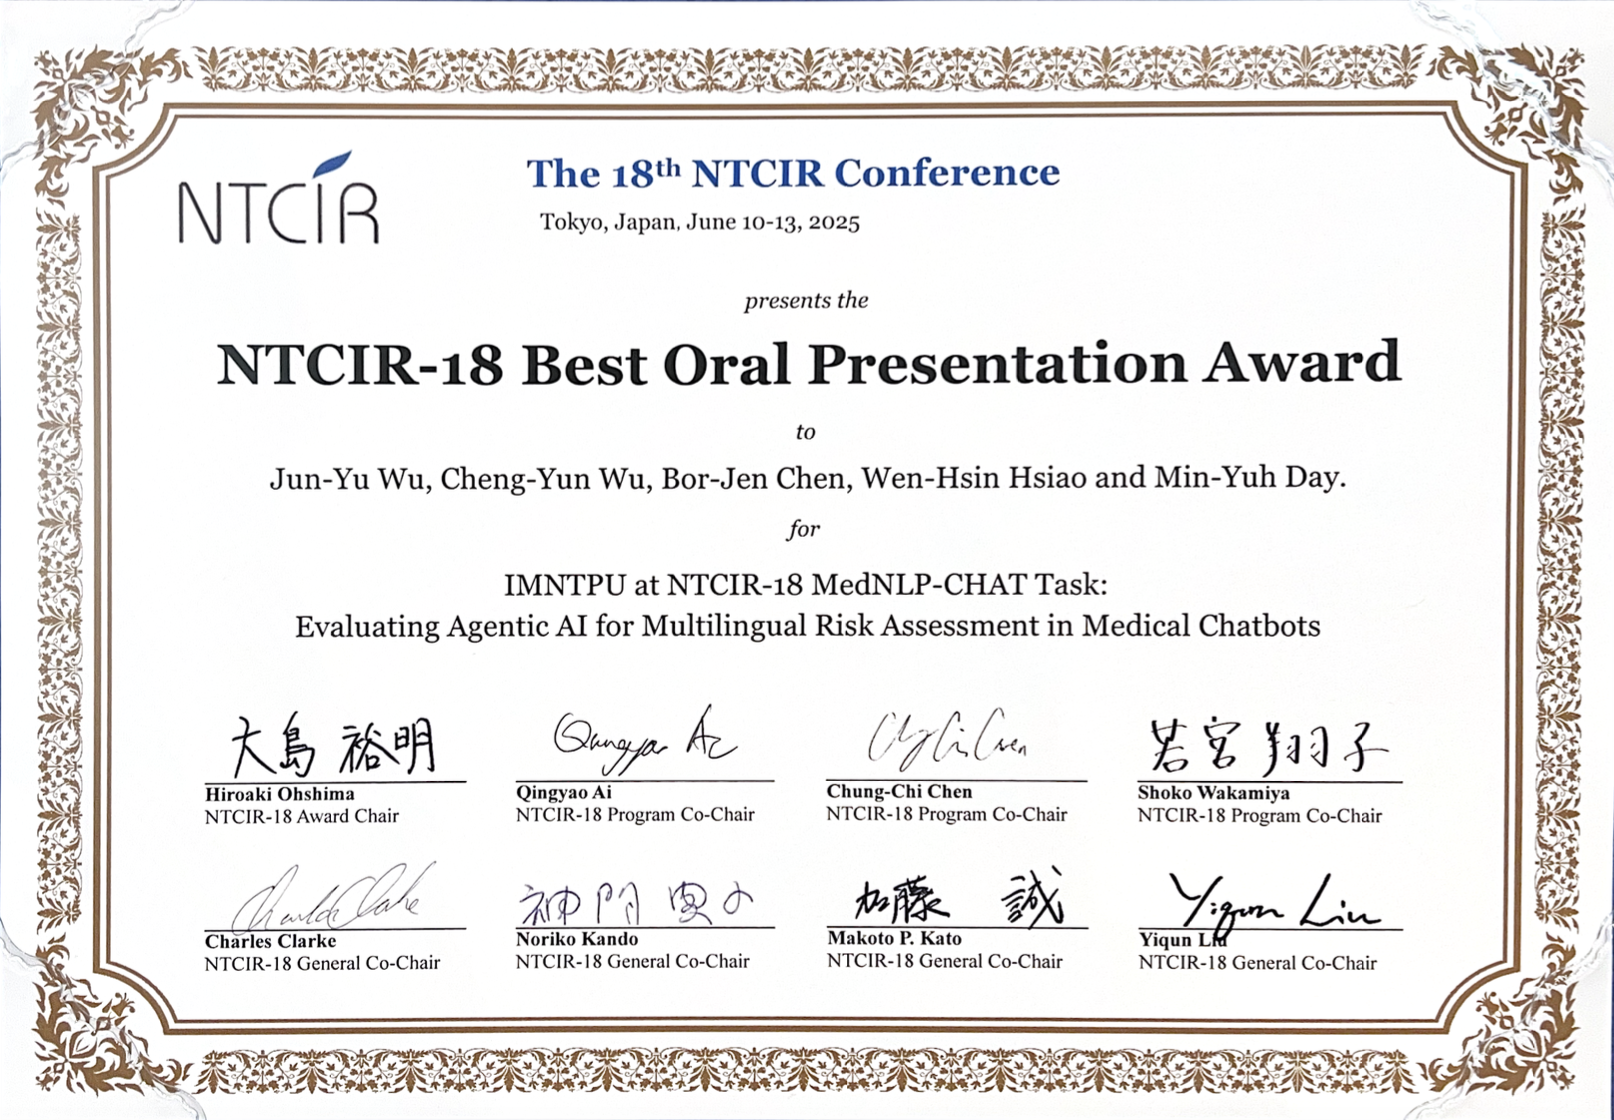 NTCIR
The 18th NTCIR Conference
Tokyo, Japan, June 10-13, 2025
presents the
NTCIR-18 Best Oral Presentation Award
to
Jun-Yu Wu, Cheng-Yun Wu, Bor-Jen Chen, Wen-Hsin Hsiao and Min-Yuh Day.
for
IMNTPU at NTCIR-18 MedNLP-CHAT Task:
Evaluating Agentic AI for Multilingual Risk Assessment in Medical Chatbots
大島 裕明 Qingyao Ai Chung-Chi Chen 若宮 翔子
Hiroaki Ohshima Qingyao Ai Chung-Chi Chen Shoko Wakamiya
NTCIR-18 Award Chair NTCIR-18 Program Co-Chair NTCIR-18 Program Co-Chair NTCIR-18 Program Co-Chair
Charles Clarke 神門 典子 加藤 誠 Yiqun Liu
Charles Clarke Noriko Kando Makoto P. Kato Yiqun Liu
NTCIR-18 General Co-Chair NTCIR-18 General Co-Chair NTCIR-18 General Co-Chair NTCIR-18 General Co-Chair